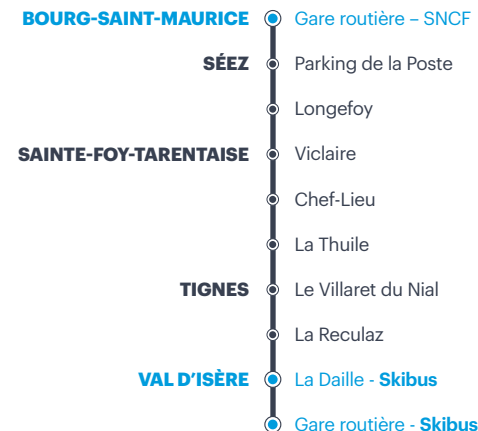 BOURG-SAINT-MAURICE Gare routière – SNCF
SÉEZ Parking de la Poste
Longefoy
SAINTE-FOY-TARENTAISE Viclaire
Chef-Lieu
La Thuile
TIGNES Le Villaret du Nial
La Reculaz
VAL D'ISÈRE La Daille - Skibus
Gare routière - Skibus